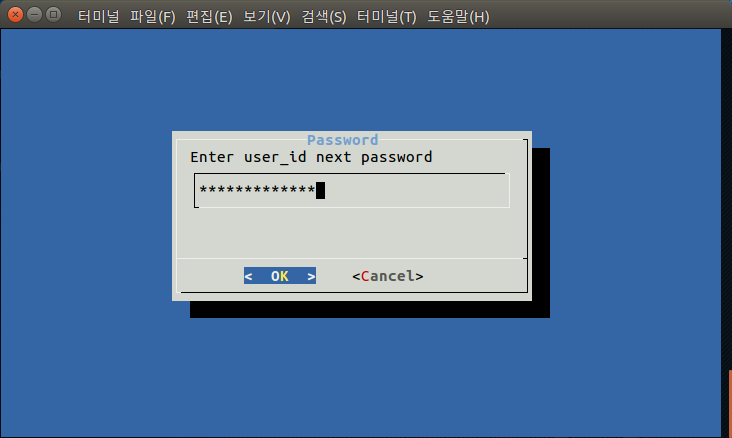 터미널 파일(F) 편집(E) 보기(V) 검색(S) 터미널(T) 도움말(H)
Password
Enter user_id next password
*************
< OK > <Cancel>